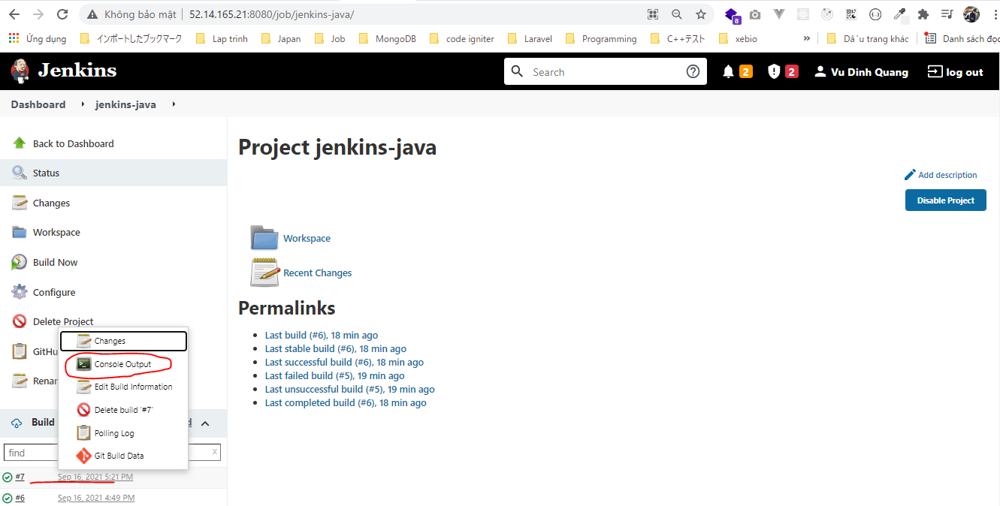 Không bảo mật 52.14.165.21:8080/job/jenkins-java/
8
Ứng dụng インポートしたブックマーク Lap trinh Japan Job MongoDB code igniter Laravel Programming C++テスト xebio » Dấu trang khác Danh sách đọc
Jenkins Search 2 2 Vu Dinh Quang log out
Dashboard jenkins-java
Back to Dashboard
Status
Changes
Workspace
Build Now
Configure
Delete Project
GitHu
Renan
Project jenkins-java
Add description
Disable Project
Workspace
Recent Changes
Permalinks
Last build (#6), 18 min ago
Last stable build (#6), 18 min ago
Last successful build (#6), 18 min ago
Last failed build (#5), 19 min ago
Last unsuccessful build (#5), 19 min ago
Last completed build (#6), 18 min ago
Changes
Console Output
Edit Build Information
Delete build ‘#7’
Polling Log
Git Build Data
Build
find x
#7 Sep 16, 2021 5:21 PM
#6 Sep 16, 2021 4:49 PM